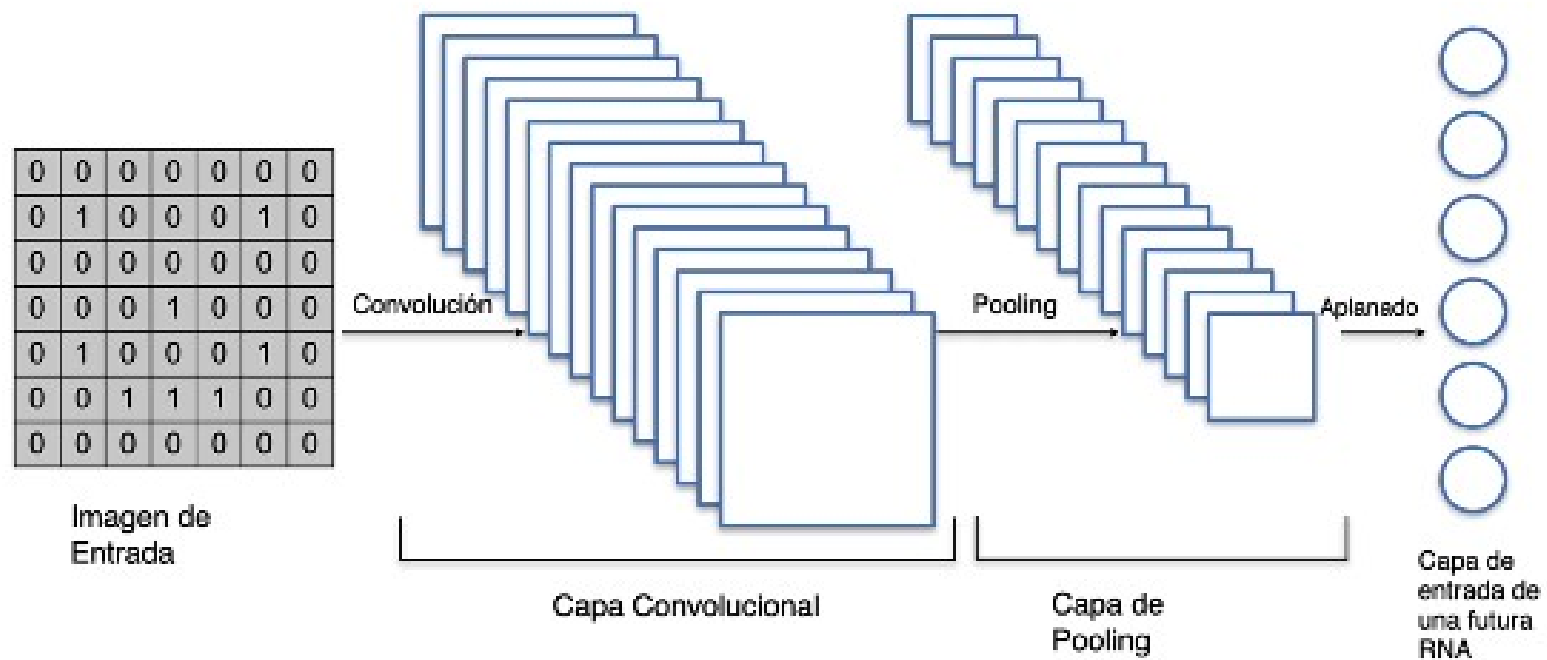 0 0 0 0 0 0 0
0 1 0 0 0 1 0
0 0 0 0 0 0 0
0 0 0 1 0 0 0
0 1 0 0 0 1 0
0 0 1 1 1 0 0
0 0 0 0 0 0 0
Imagen de
Entrada
Convolución
Capa Convolucional
Pooling
Capa de
Pooling
Aplanado
Capa de
entrada de
una futura
RNA